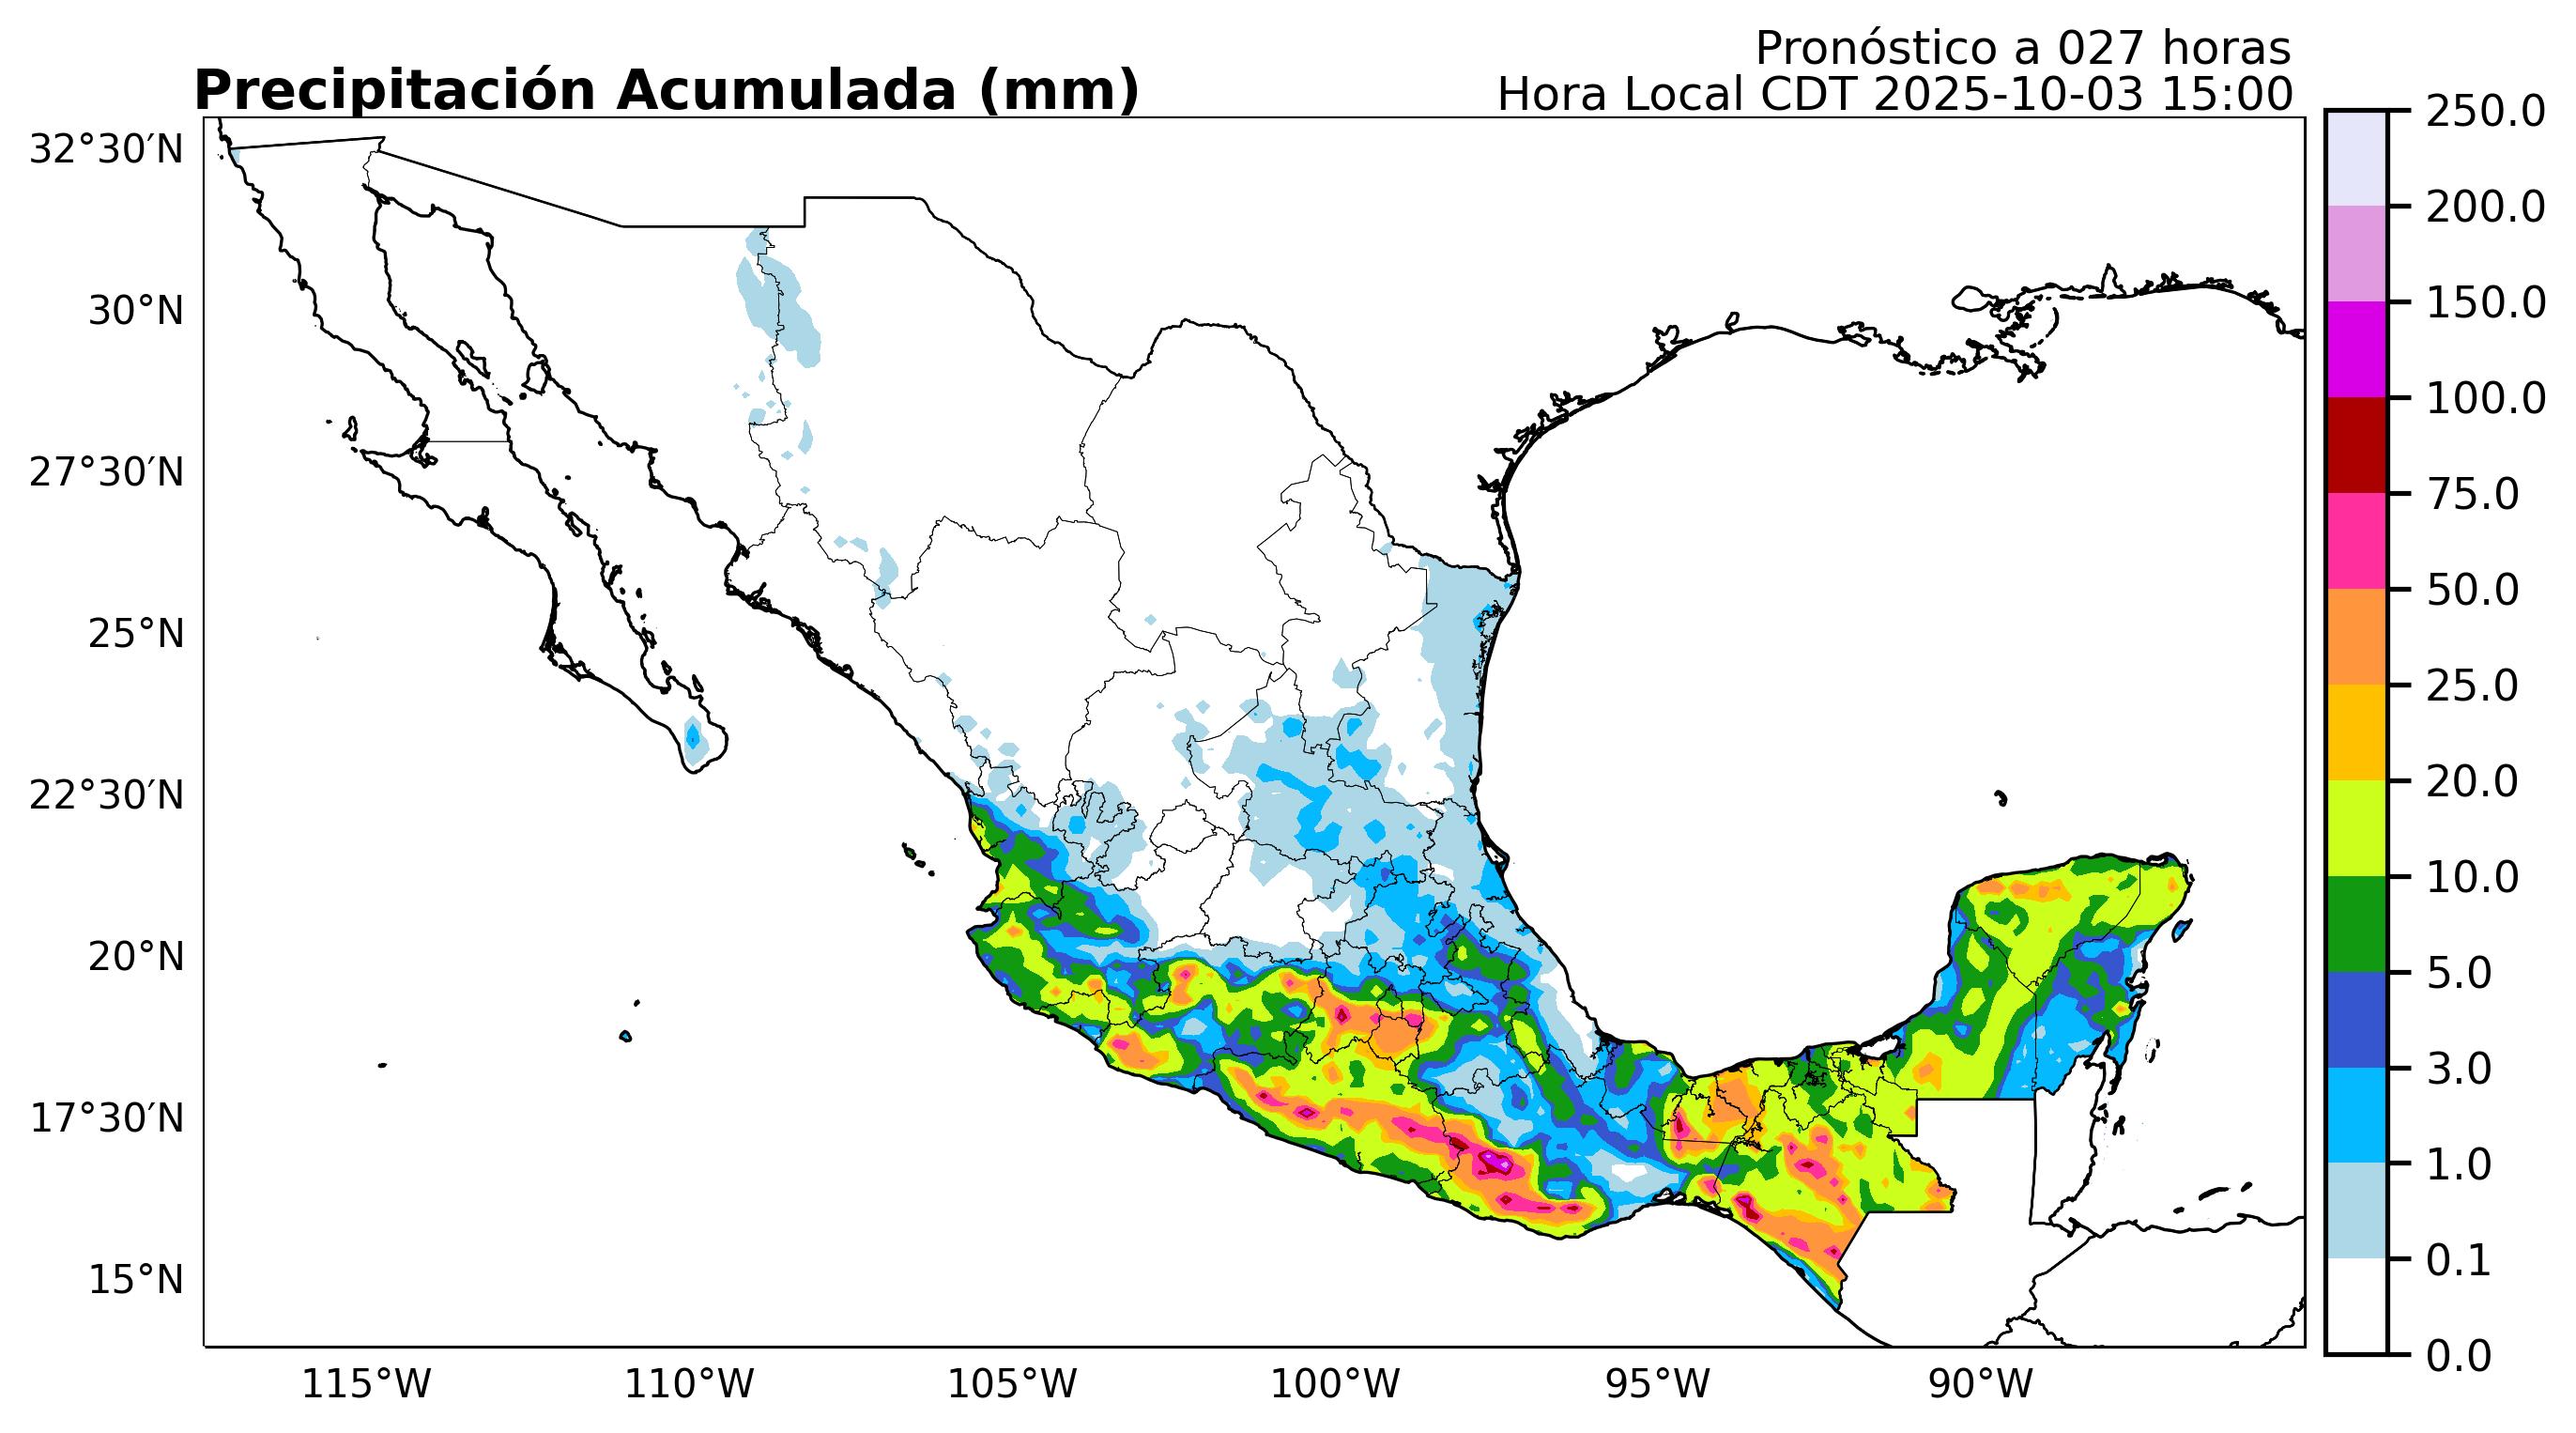 Pronóstico a 027 horas
Precipitación Acumulada (mm)
Hora Local CDT 2025-10-03 15:00
32°30′N
30°N
27°30′N
25°N
22°30′N
20°N
17°30′N
15°N
115°W
110°W
105°W
100°W
95°W
90°W
250.0
200.0
150.0
100.0
75.0
50.0
25.0
20.0
10.0
5.0
3.0
1.0
0.1
0.0